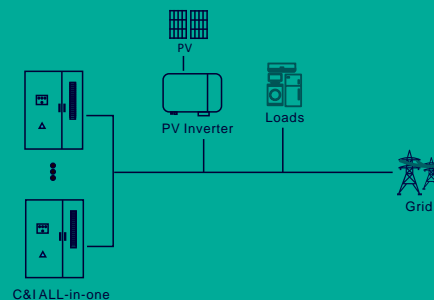 PV
PV Inverter
Loads
Grid
C&I ALL-in-one